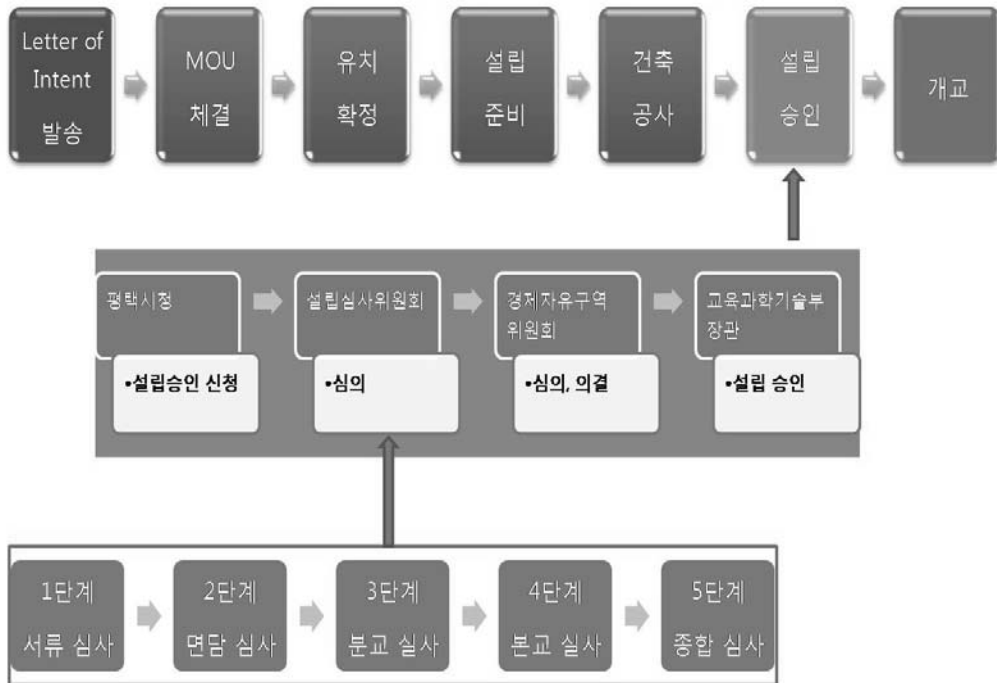 Letter of
Intent
발송
MOU
체결
유치
확정
설립
준비
건축
공사
설립
승인
개교
평택시청
•설립승인 신청
설립심사위원회
•심의
경제자유구역
위원회
•심의, 의결
교육과학기술부
장관
•설립 승인
1단계
서류 심사
2단계
면담 심사
3단계
분교 실사
4단계
본교 실사
5단계
종합 심사